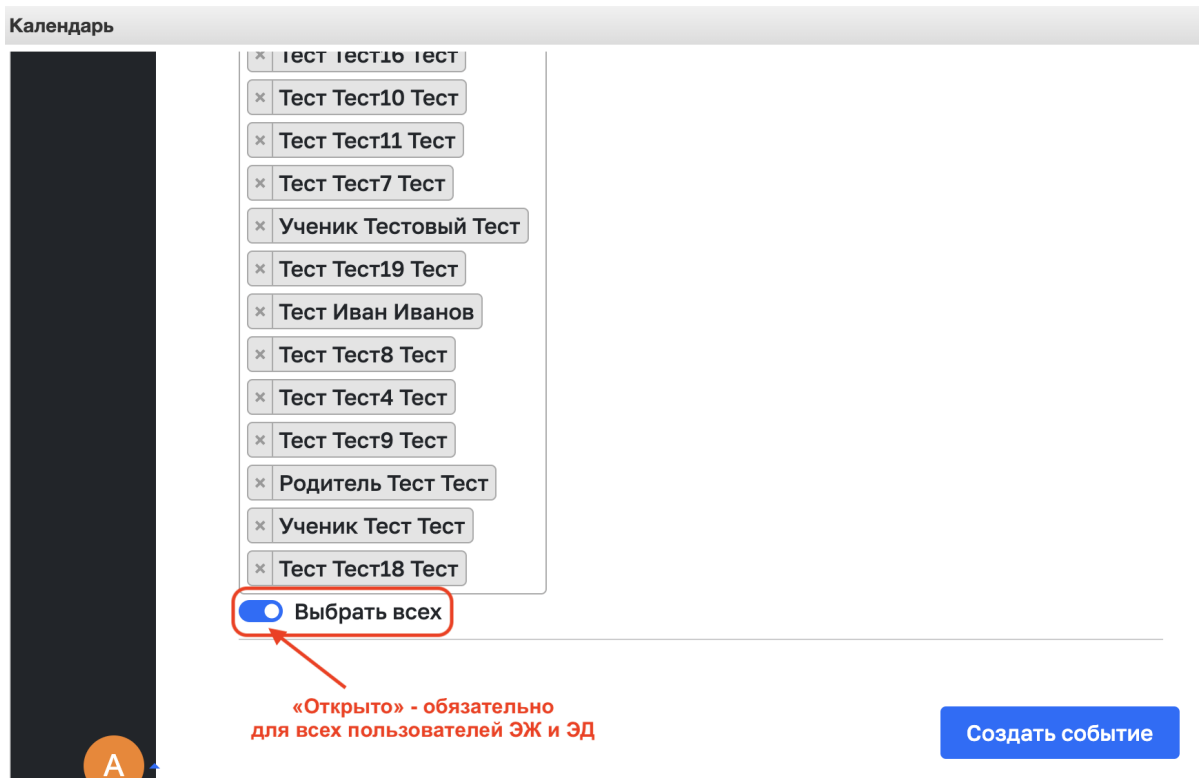 Календарь
× Тест Тест16 Тест
× Тест Тест10 Тест
× Тест Тест11 Тест
× Тест Тест7 Тест
× Ученик Тестовый Тест
× Тест Тест19 Тест
× Тест Иван Иванов
× Тест Тест8 Тест
× Тест Тест4 Тест
× Тест Тест9 Тест
× Родитель Тест Тест
× Ученик Тест Тест
× Тест Тест18 Тест
Выбрать всех
«Открыто» - обязательно
для всех пользователей ЭЖ и ЭД
Создать событие
А